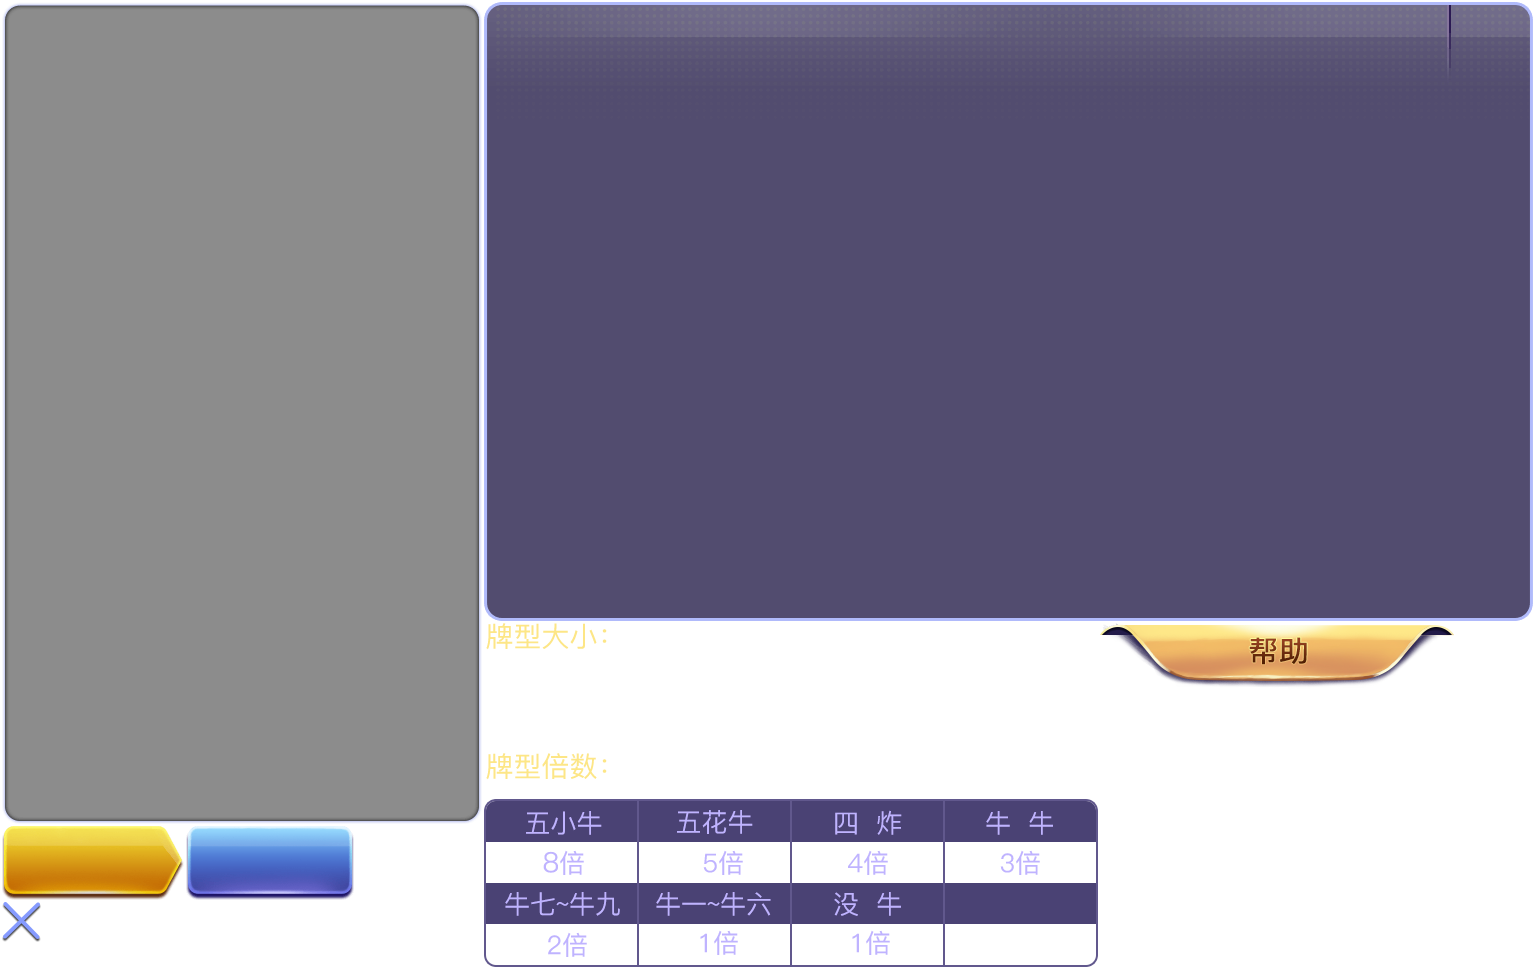 牌型大小：
帮助
牌型倍数：
五小牛 五花牛 四 炸 牛 牛
8倍 5倍 4倍 3倍
牛七~牛九 牛一~牛六 没 牛
2倍 1倍 1倍